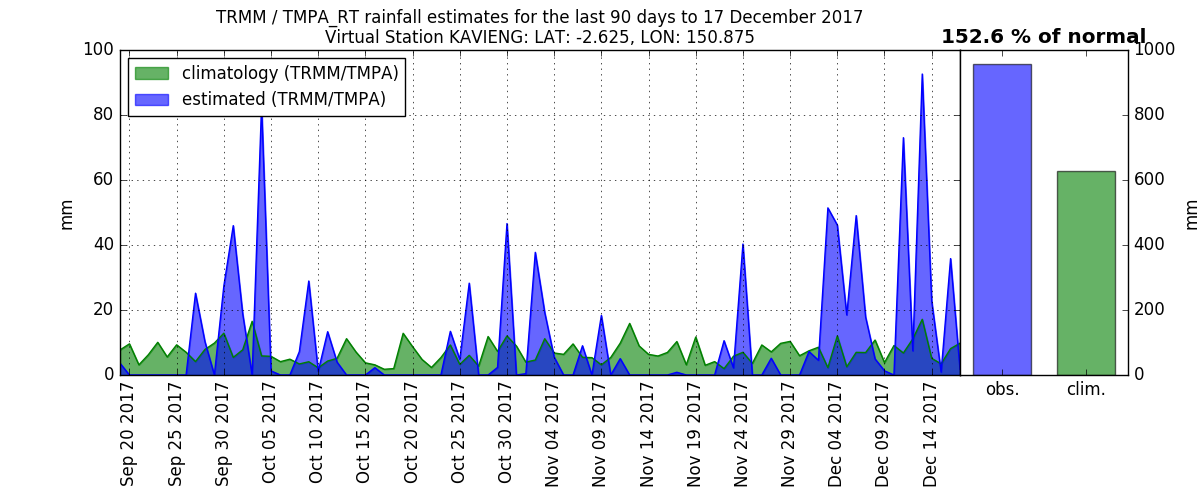 TRMM / TMPA_RT rainfall estimates for the last 90 days to 17 December 2017
Virtual Station KAVIENG: LAT: -2.625, LON: 150.875
152.6 % of normal
climatology (TRMM/TMPA)
estimated (TRMM/TMPA)
100
80
60
40
20
0
mm
Sep 20 2017
Sep 25 2017
Sep 30 2017
Oct 05 2017
Oct 10 2017
Oct 15 2017
Oct 20 2017
Oct 25 2017
Oct 30 2017
Nov 04 2017
Nov 09 2017
Nov 14 2017
Nov 19 2017
Nov 24 2017
Nov 29 2017
Dec 04 2017
Dec 09 2017
Dec 14 2017
obs.
clim.
1000
800
600
400
200
0
mm